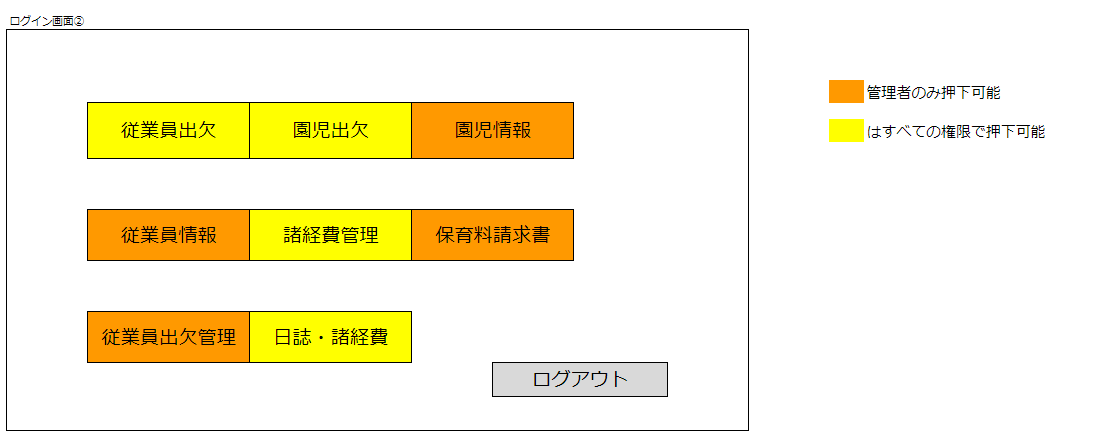 ログイン画面②
管理者のみ押下可能
従業員出欠 園児出欠 園児情報
はすべての権限で押下可能
従業員情報 諸経費管理 保育料請求書
従業員出欠管理 日誌・諸経費
ログアウト